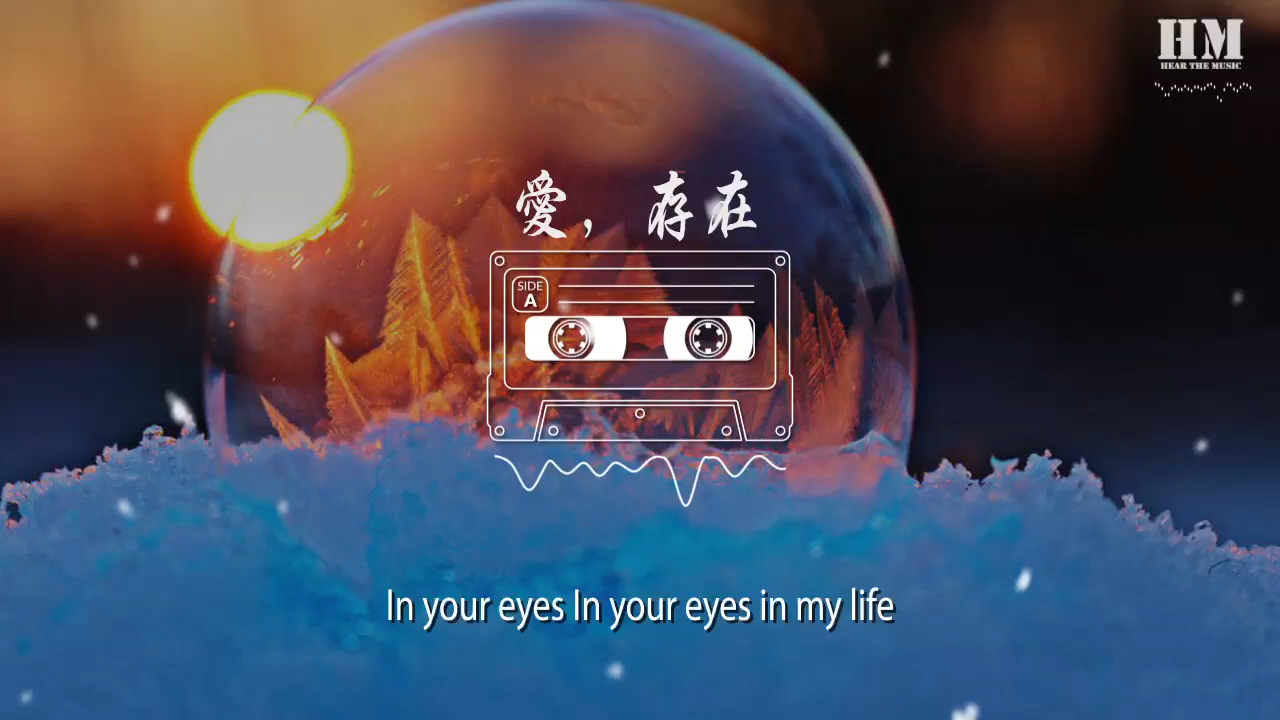 HM
HEAR THE MUSIC
愛，存在
SIDE
A
In your eyes In your eyes in my life